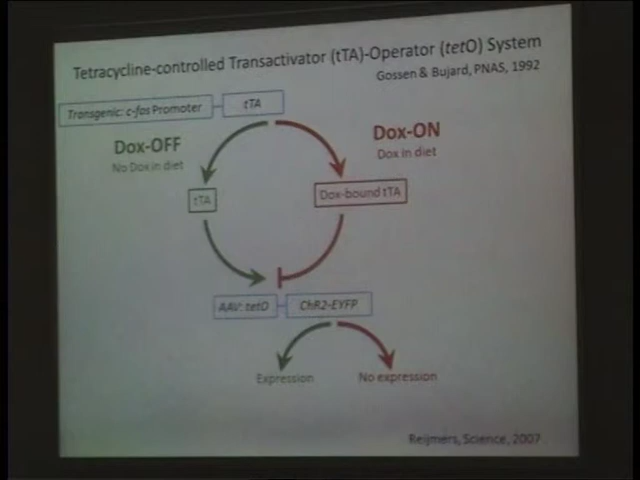 Tetracycline-controlled Transactivator (tTA)-Operator (tetO) System
Gossen & Bujard, PNAS, 1992
Transgenic: c-fos Promoter tTA
Dox-OFF
No Dox in diet
Dox-ON
Dox in diet
tTA
Dox-bound tTA
AAV: tetO
ChR2-EYFP
Expression
No expression
Reijmers, Science, 2007